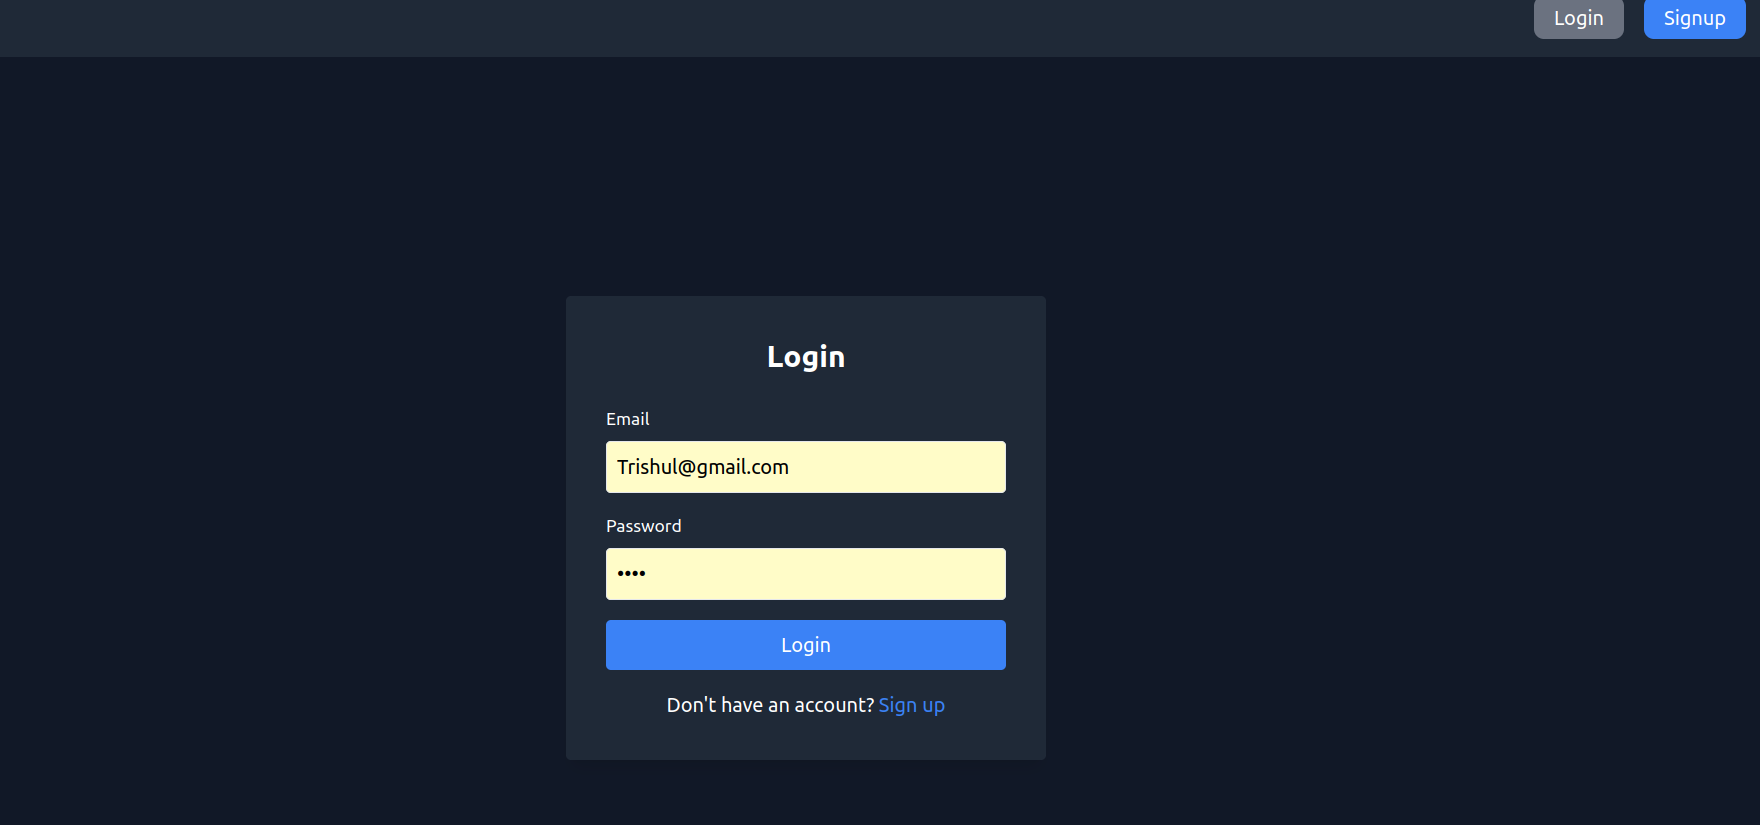 Login Signup
Login
Email
Trishul@gmail.com
Password
••••
Login
Don't have an account? Sign up